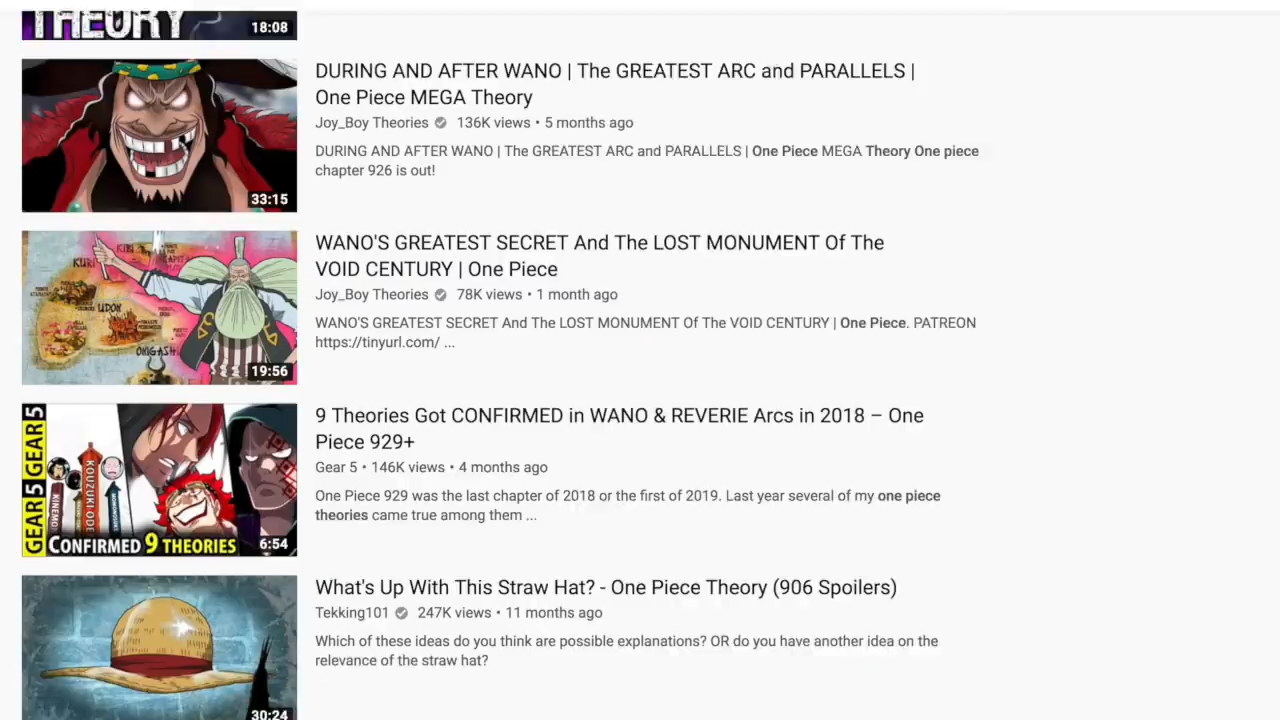 THEORY
18:08
DURING AND AFTER WANO | The GREATEST ARC and PARALLELS |
One Piece MEGA Theory
Joy_Boy Theories 136K views • 5 months ago
DURING AND AFTER WANO | The GREATEST ARC and PARALLELS | One Piece MEGA Theory One piece
chapter 926 is out!
33:15
WANO'S GREATEST SECRET And The LOST MONUMENT Of The
VOID CENTURY | One Piece
Joy_Boy Theories 78K views • 1 month ago
WANO'S GREATEST SECRET And The LOST MONUMENT Of The VOID CENTURY | One Piece. PATREON
https://tinyurl.com/ ...
KURI
KIBI
UDON
19:56
9 Theories Got CONFIRMED in WANO & REVERIE Arcs in 2018 – One
Piece 929+
Gear 5 • 146K views • 4 months ago
One Piece 929 was the last chapter of 2018 or the first of 2019. Last year several of my one piece
theories came true among them ...
GEAR 5 GEAR 5
KOUZUKI ODE
KINEMO
CONFIRMED 9 THEORIES
6:54
What's Up With This Straw Hat? - One Piece Theory (906 Spoilers)
Tekking101 247K views • 11 months ago
Which of these ideas do you think are possible explanations? OR do you have another idea on the
relevance of the straw hat?
30:24